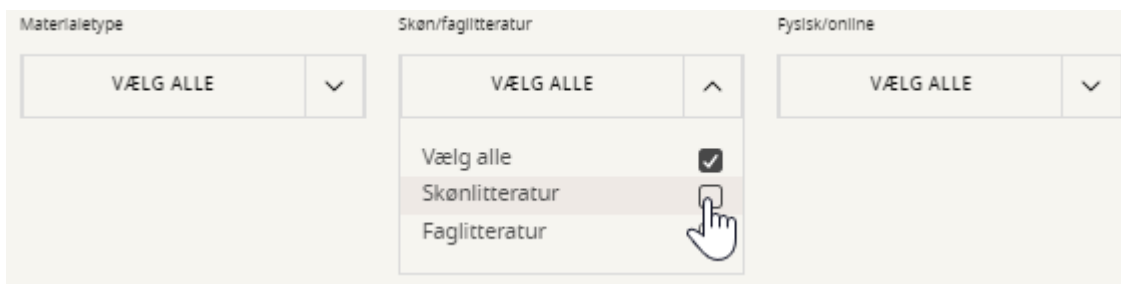 Materialetype
Skøn/faglitteratur
Fysisk/online
VÆLG ALLE
VÆLG ALLE
VÆLG ALLE
Vælg alle
Skønlitteratur
Faglitteratur